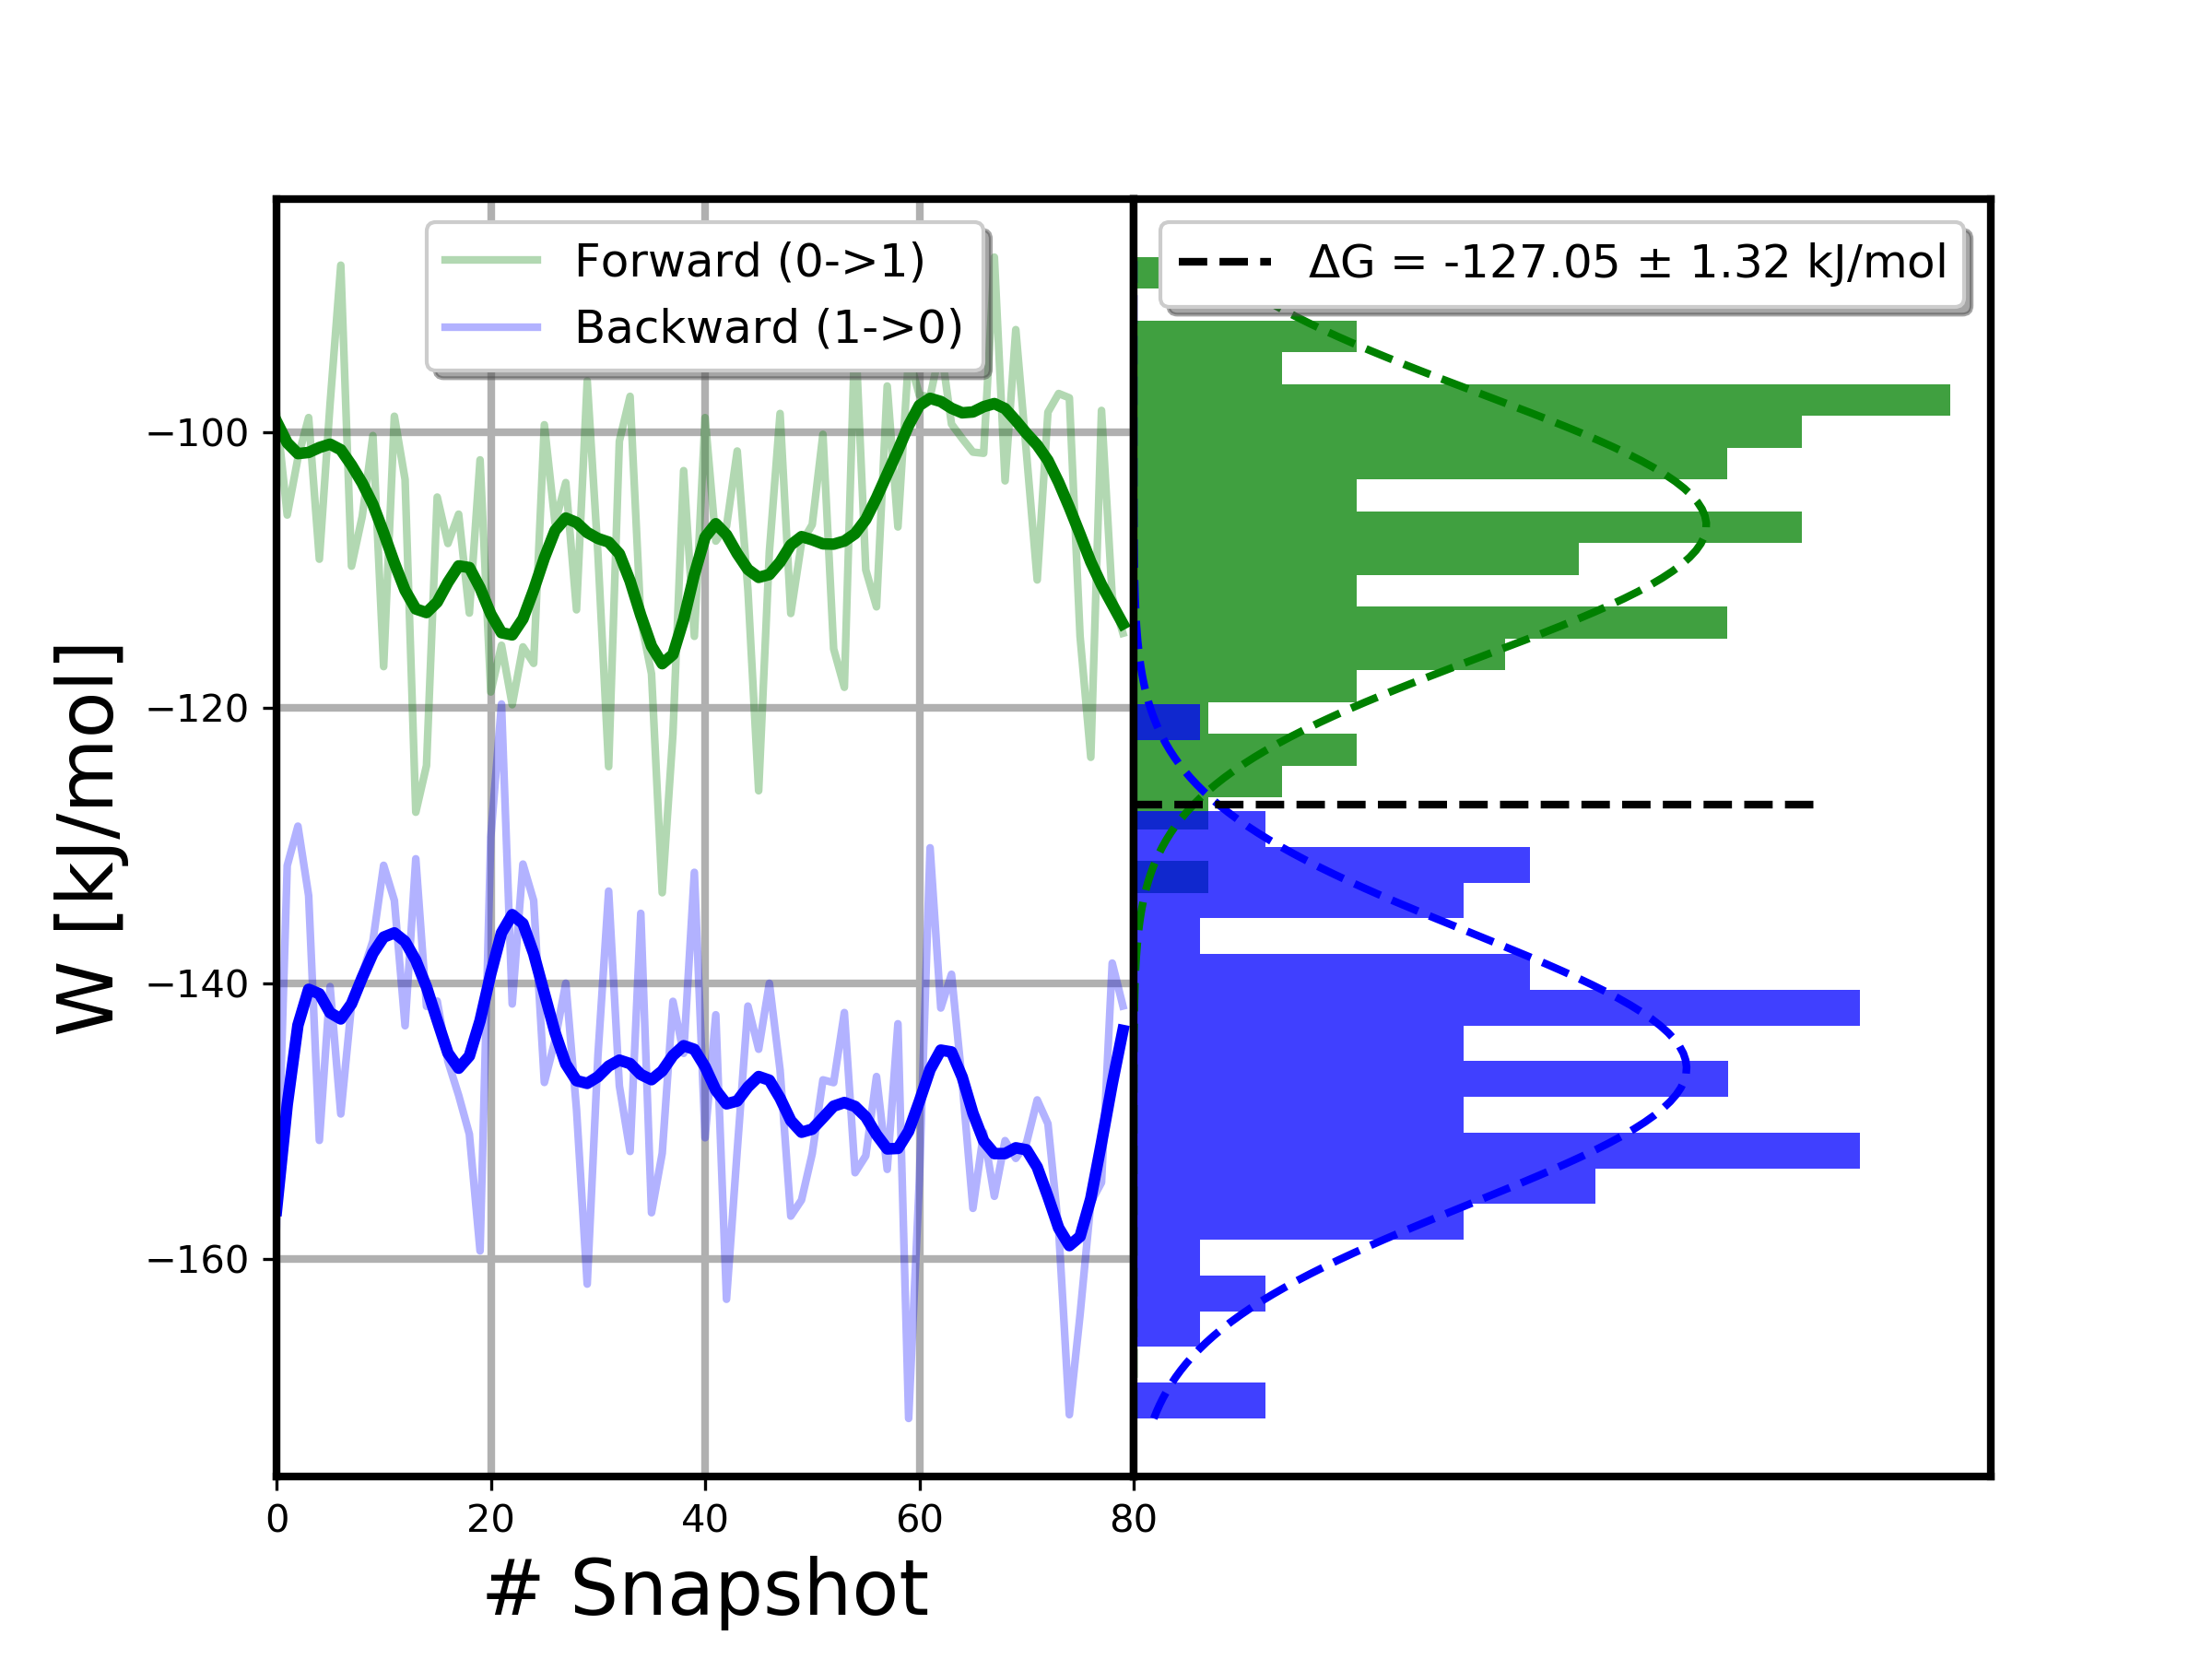 Forward (0->1)
Backward (1->0)
ΔG = -127.05 ± 1.32 kJ/mol
W [kJ/mol]
−100
−120
−140
−160
0 20 40 60 80
# Snapshot